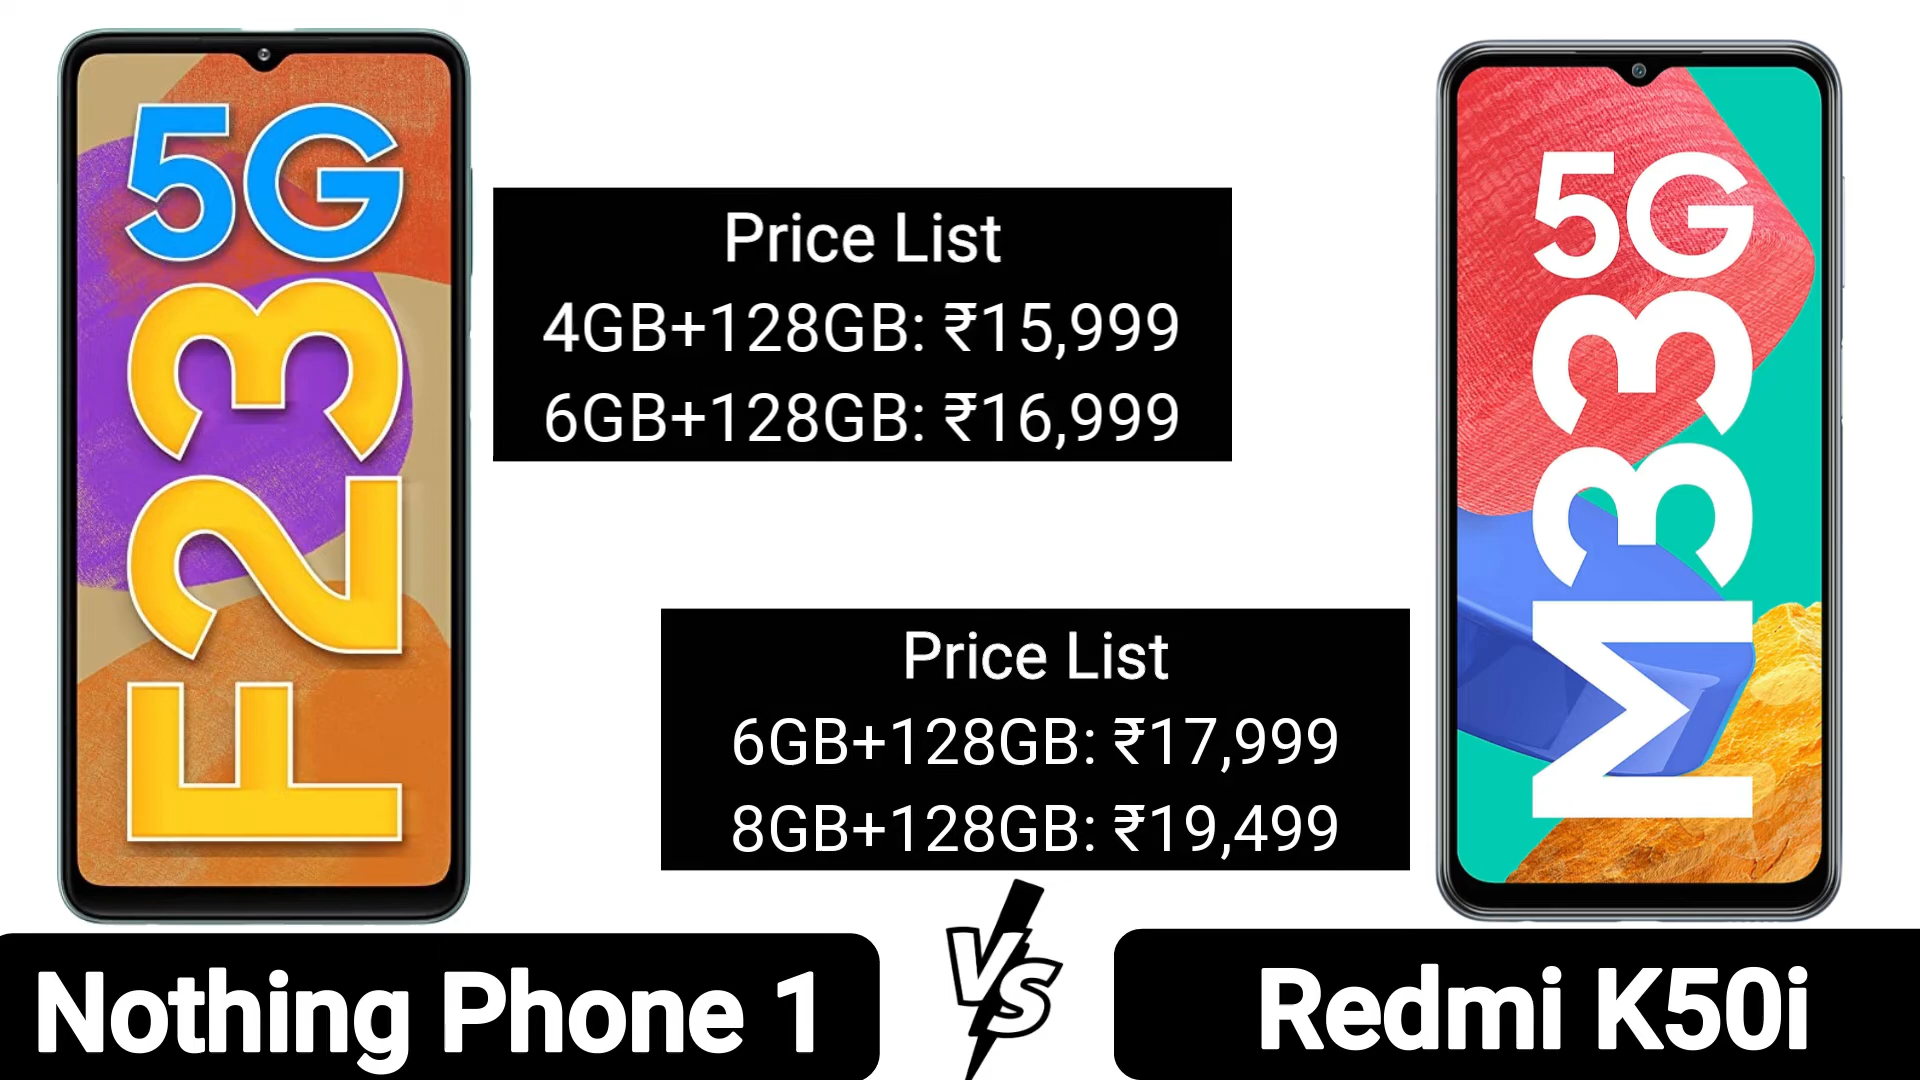 F23 5G
Price List
4GB+128GB: ₹15,999
6GB+128GB: ₹16,999
M33 5G
Price List
6GB+128GB: ₹17,999
8GB+128GB: ₹19,499
Nothing Phone 1
VS
Redmi K50i